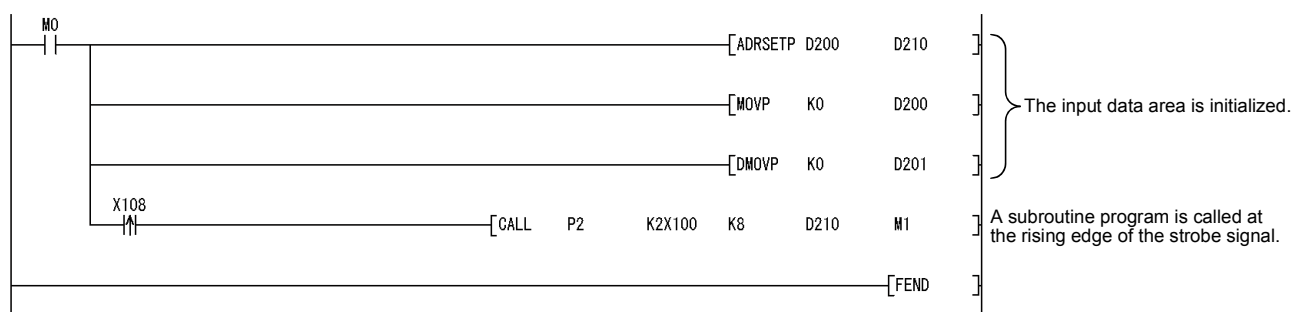 M0
[ADRSETP D200 D210 ]
[MOVP K0 D200 ]
The input data area is initialized.
[DMOVP K0 D201 ]
X108
[CALL P2 K2X100 K8 D210 M1 ]
A subroutine program is called at
the rising edge of the strobe signal.
[FEND ]